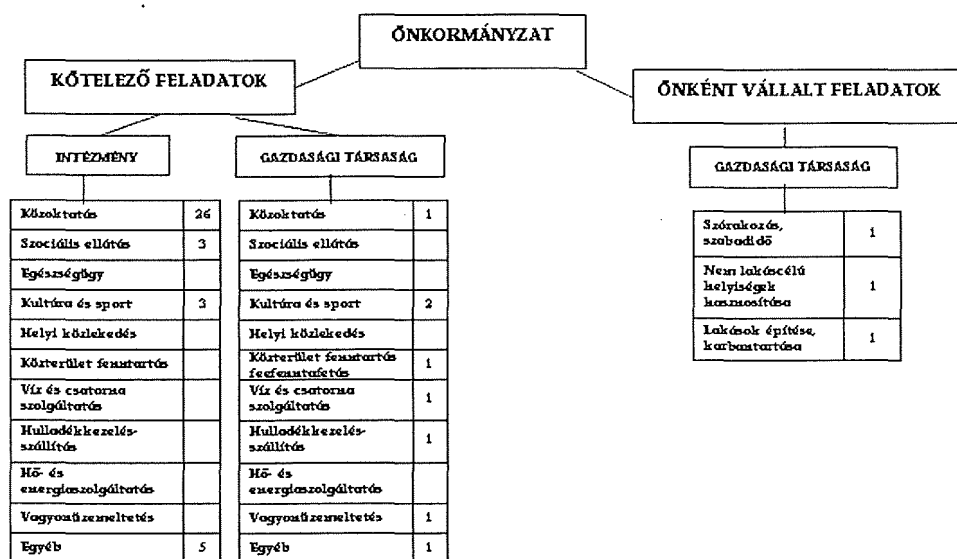 ÖNKORMÁNYZAT
KÖTELEZŐ FELADATOK
ÖNKÉNT VÁLLALT FELADATOK
INTÉZMÉNY
GAZDASÁGI TÁRSASÁG
GAZDASÁGI TÁRSASÁG
Közoktatás 26
Szociális ellátás 3
Egészségügy
Kultúra és sport 3
Helyi közlekedés
Közterület fenntartás
Víz és csatorna
szolgáltatás
Hulladékkezelés-
szállítás
Hő- és
energiaszolgáltatás
Vagyonüzemeltetés
Egyéb 5
Közoktatás 1
Szociális ellátás
Egészségügy
Kultúra és sport 2
Helyi közlekedés
Közterület fenntartás
1
Víz és csatorna
szolgáltatás 1
Hulladékkezelés-
szállítás 1
Hő- és
energiaszolgáltatás
Vagyonüzemeltetés 1
Egyéb 1
Szórakozás,
szabadidő 1
Nem lakáscélú
helyiségek
hasznosítása 1
Lakások építése,
karbantartása 1